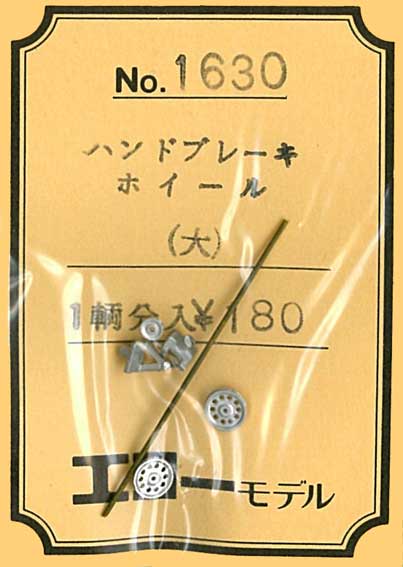 No. 1630
ハンドブレーキ
ホイール
(大)
1輌分入¥180
エコーモデル